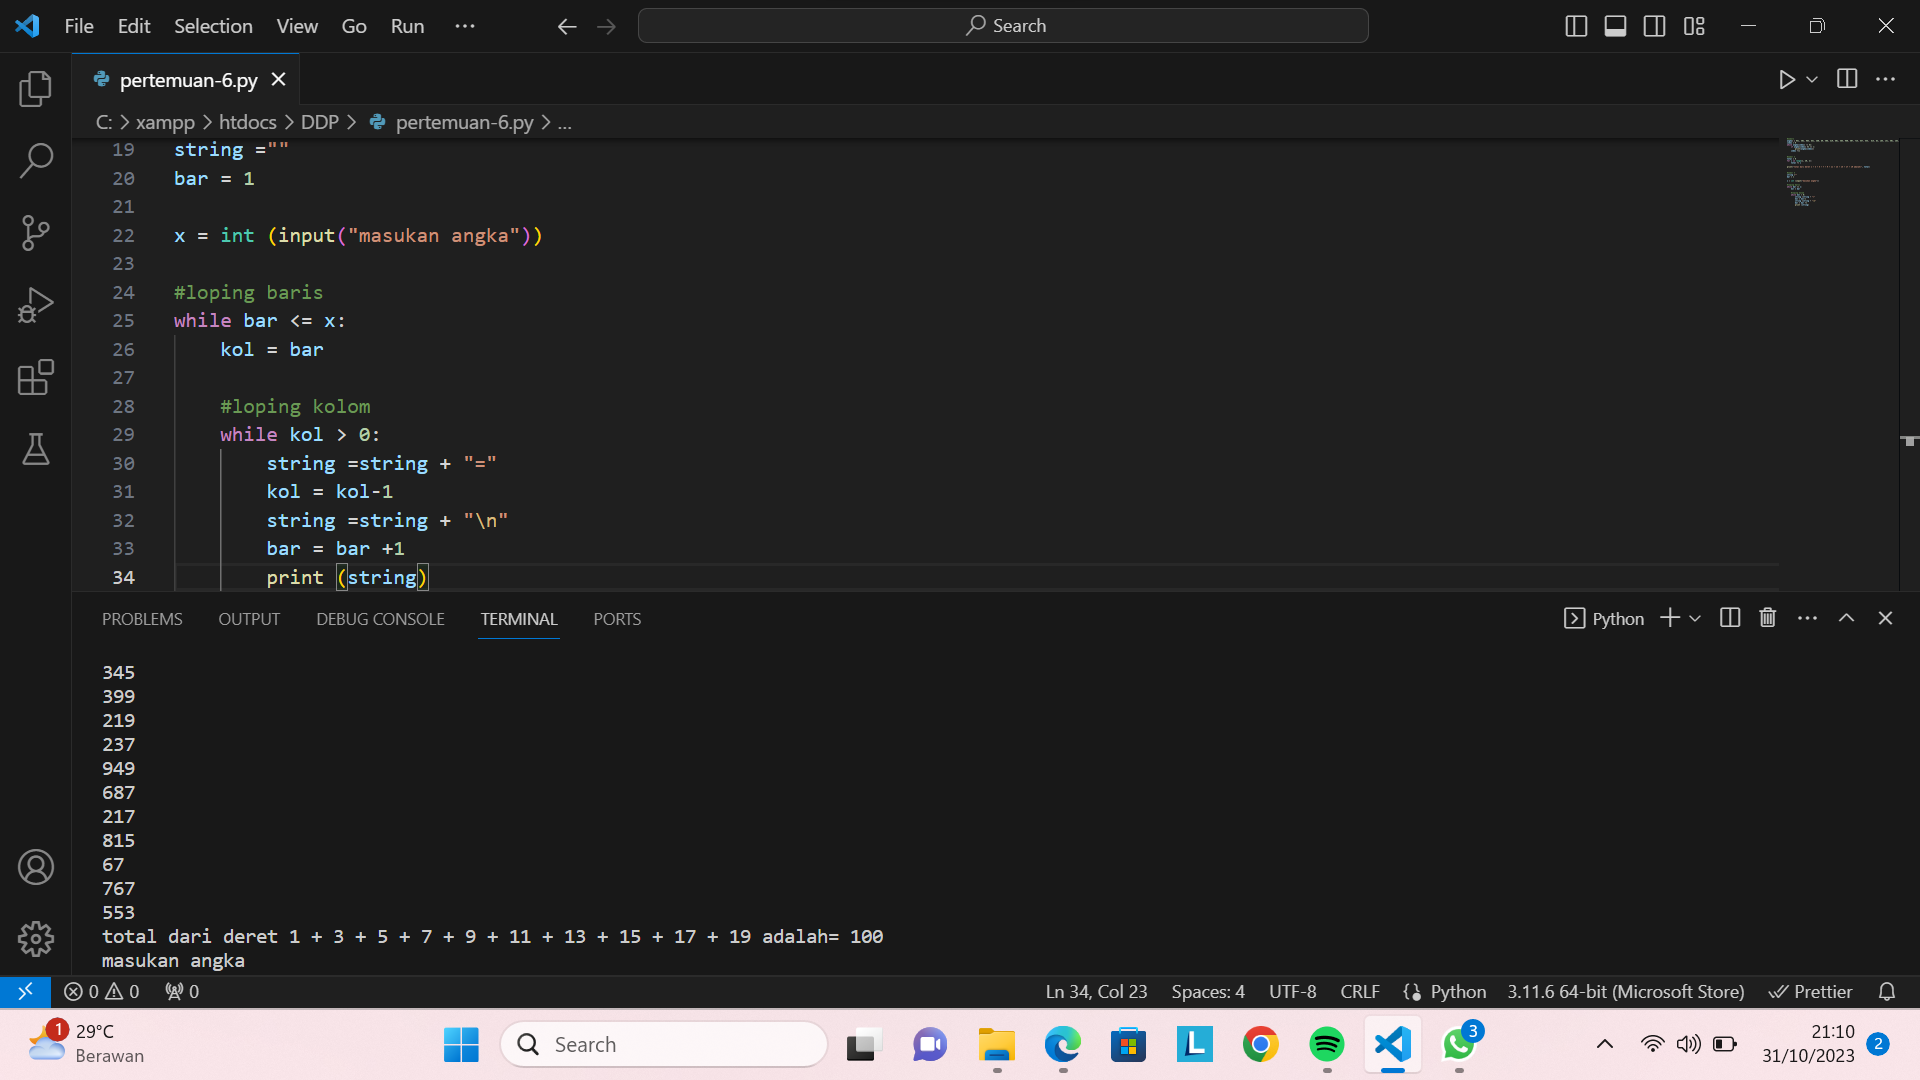 File Edit Selection View Go Run ··· Search
pertemuan-6.py
C: > xampp > htdocs > DDP > pertemuan-6.py > ...
19 string =""
20 bar = 1
21
22 x = int (input("masukan angka"))
23
24 #loping baris
25 while bar <= x:
26 kol = bar
27
28 #loping kolom
29 while kol > 0:
30 string =string + "="
31 kol = kol-1
32 string =string + "\n"
33 bar = bar +1
34 print (string)
PROBLEMS OUTPUT DEBUG CONSOLE TERMINAL PORTS Python
345
399
219
237
949
687
217
815
67
767
553
total dari deret 1 + 3 + 5 + 7 + 9 + 11 + 13 + 15 + 17 + 19 adalah= 100
masukan angka
0 0 0 Ln 34, Col 23 Spaces: 4 UTF-8 CRLF Python 3.11.6 64-bit (Microsoft Store) Prettier
1 29°C
Berawan
Search
L
3
21:10
31/10/2023
2